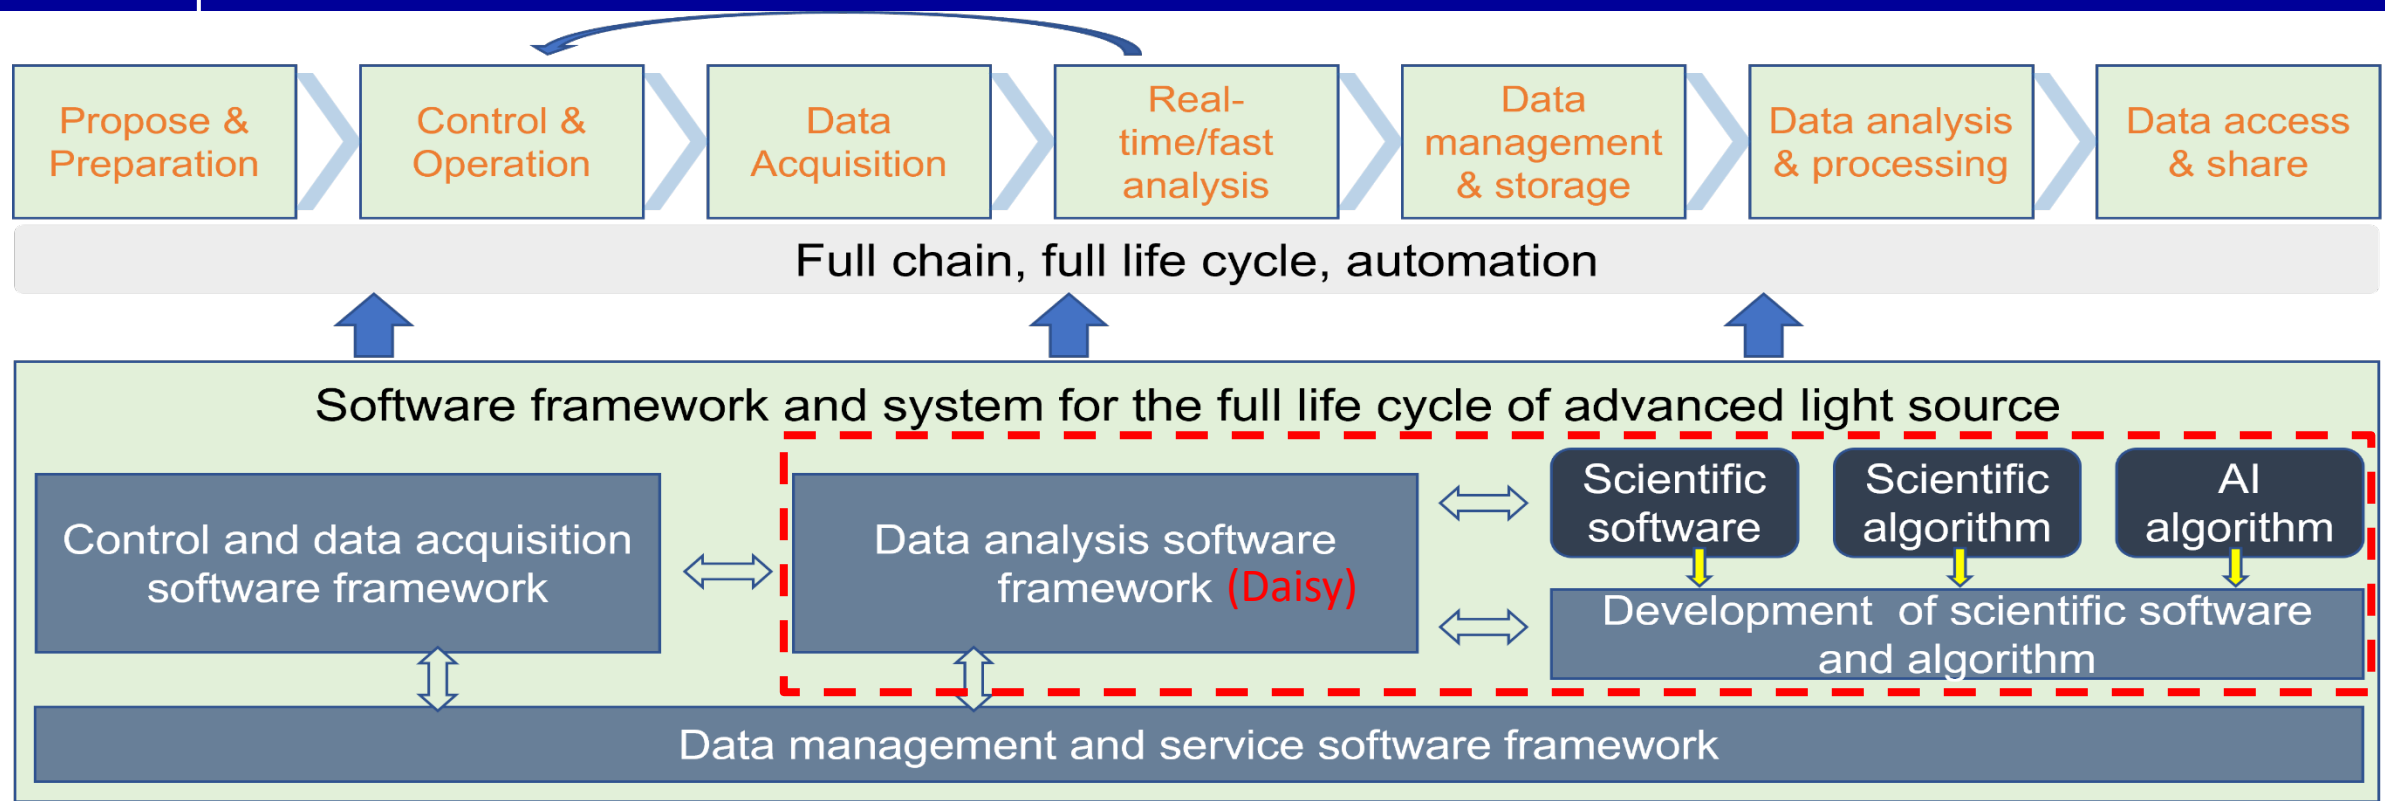 Propose &
Preparation
Control &
Operation
Data
Acquisition
Real-
time/fast
analysis
Data
management
& storage
Data analysis
& processing
Data access
& share
Full chain, full life cycle, automation
Software framework and system for the full life cycle of advanced light source
Control and data acquisition
software framework
Data analysis software
framework (Daisy)
Scientific
software
Scientific
algorithm
AI
algorithm
Development of scientific software
and algorithm
Data management and service software framework